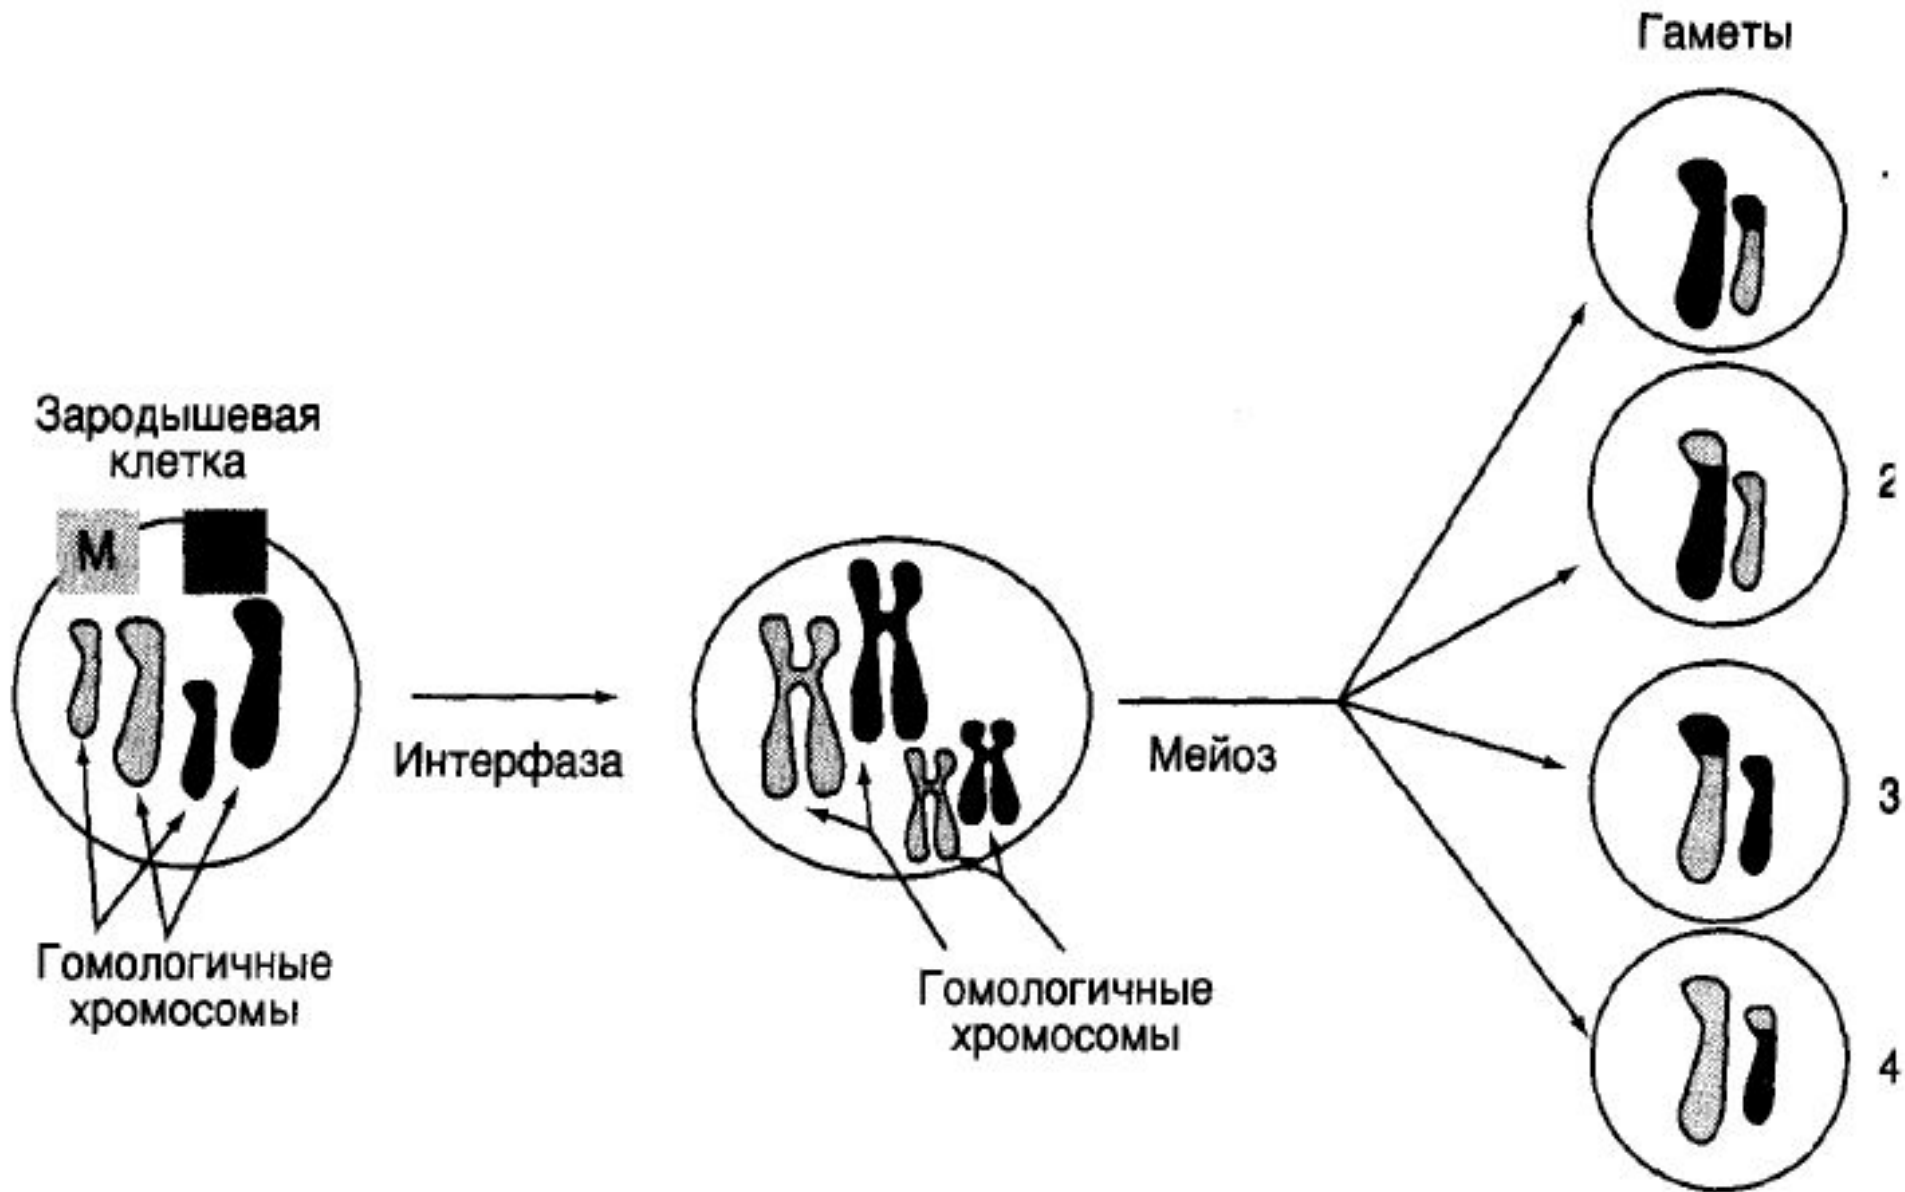 Гаметы
Зародышевая
клетка
М
2
Интерфаза
Мейоз
3
Гомологичные
хромосомы
Гомологичные
хромосомы
4